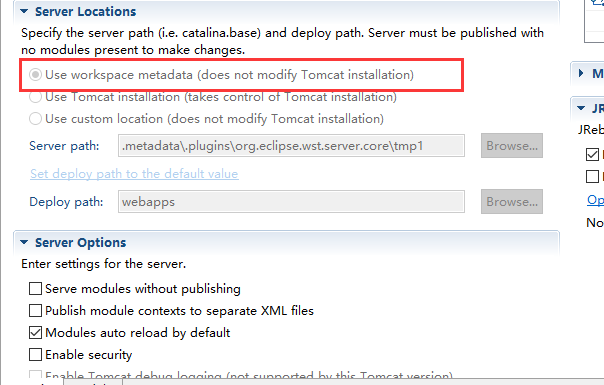 Server Locations
Specify the server path (i.e. catalina.base) and deploy path. Server must be published with
no modules present to make changes.
Use workspace metadata (does not modify Tomcat installation)
Use Tomcat installation (takes control of Tomcat installation)
Use custom location (does not modify Tomcat installation)
Server path: .metadata\.plugins\org.eclipse.wst.server.core\tmp1 Browse...
Set deploy path to the default value
Deploy path: webapps Browse...
Server Options
Enter settings for the server.
Serve modules without publishing
Publish module contexts to separate XML files
Modules auto reload by default
Enable security
Enable Tomcat debug logging (not supported by this Tomcat version)
M
JR
JReb
Op
No